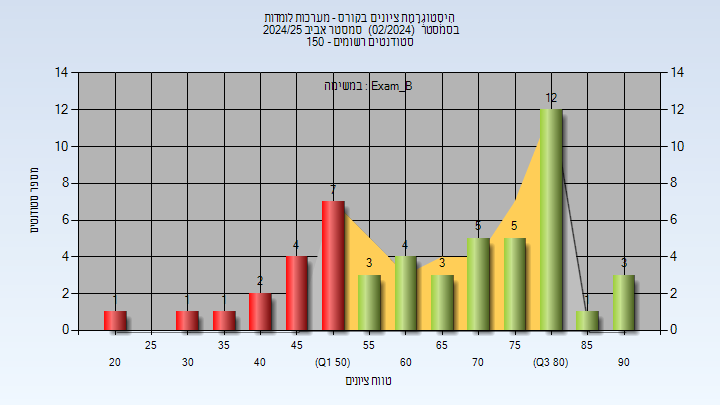 היסטוגרמת ציונים בקורס - מערכות לומדות
בסמסטר (02/2024) סמסטר אביב 2024/25
סטודנטים רשומים - 150
במשימה : Exam_B
מספר סטודנטים
14 14
12 12
10 10
8 8
6 6
4 4
2 2
0 0
1 1 1 2 4 7 3 4 3 5 5 12 1 3
25 35 45 55 65 75 85
20 30 40 (Q1 50) 60 70 (Q3 80) 90
טווח ציונים